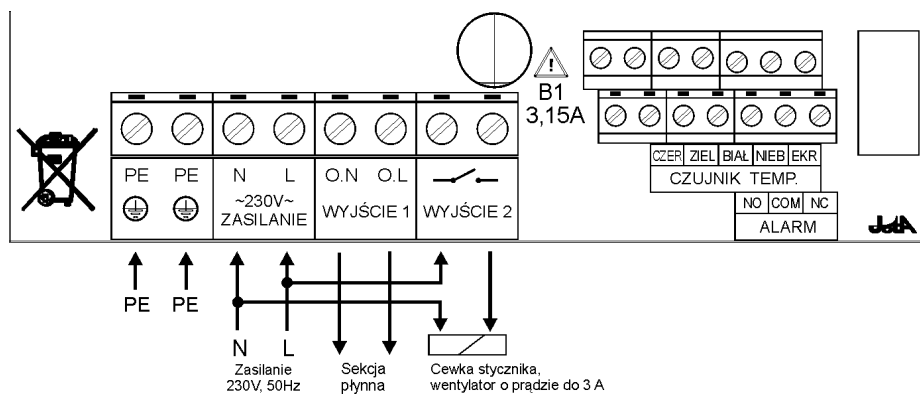 B1
3,15A
PE PE N L O.N O.L
~230V~
ZASILANIE
WYJŚCIE 1
WYJŚCIE 2
CZER ZIEL BIAŁ NIEB EKR
CZUJNIK TEMP.
NO COM NC
ALARM
JotA
PE PE
N L
Zasilanie
230V, 50Hz
Sekcja
płynna
Cewka stycznika,
wentylator o prądzie do 3 A